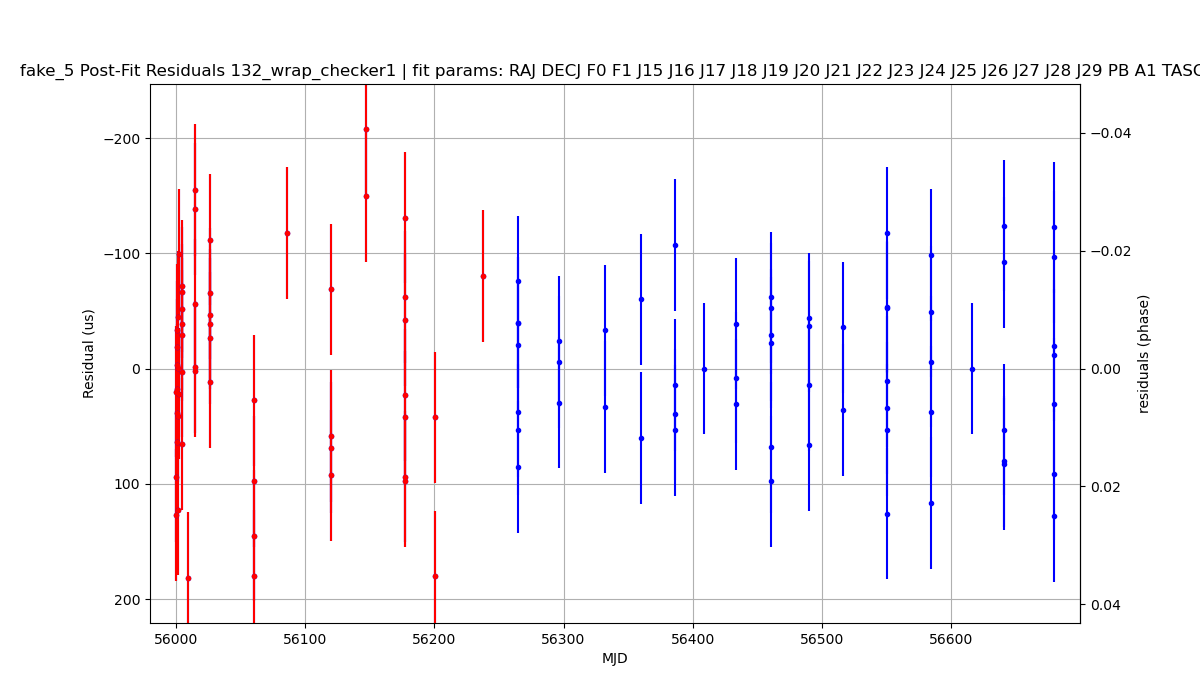 fake_5 Post-Fit Residuals 132_wrap_checker1 | fit params: RAJ DECJ F0 F1 J15 J16 J17 J18 J19 J20 J21 J22 J23 J24 J25 J26 J27 J28 J29 PB A1 TASC
−200
−100
0
100
200
Residual (us)
−0.04
−0.02
0.00
0.02
0.04
residuals (phase)
56000 56100 56200 56300 56400 56500 56600
MJD